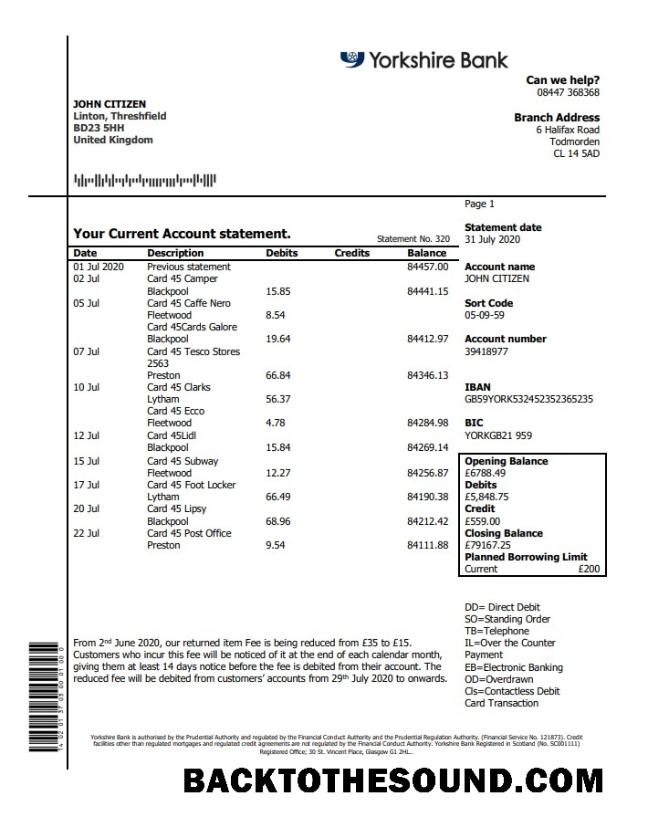 Yorkshire Bank
Can we help?
08447 368368
JOHN CITIZEN
Linton, Threshfield
BD23 5HH
United Kingdom
Branch Address
6 Halifax Road
Todmorden
CL 14 5AD
Page 1
Your Current Account statement.
Statement No. 320
Statement date
31 July 2020
Date Description Debits Credits Balance
01 Jul 2020 Previous statement 84457.00
02 Jul Card 45 Camper
Blackpool 15.85 84441.15
05 Jul Card 45 Caffe Nero
Fleetwood 8.54
Card 45Cards Galore
Blackpool 19.64 84412.97
07 Jul Card 45 Tesco Stores
2563
Preston 66.84 84346.13
10 Jul Card 45 Clarks
Lytham 56.37
Card 45 Ecco
Fleetwood 4.78 84284.98
12 Jul Card 45Lidl
Blackpool 15.84 84269.14
15 Jul Card 45 Subway
Fleetwood 12.27 84256.87
17 Jul Card 45 Foot Locker
Lytham 66.49 84190.38
20 Jul Card 45 Lipsy
Blackpool 68.96 84212.42
22 Jul Card 45 Post Office
Preston 9.54 84111.88
Account name
JOHN CITIZEN
Sort Code
05-09-59
Account number
39418977
IBAN
GB59YORK532452352365235
BIC
YORKGB21 959
Opening Balance
£6788.49
Debits
£5,848.75
Credit
£559.00
Closing Balance
£79167.25
Planned Borrowing Limit
Current £200
DD= Direct Debit
SO=Standing Order
TB=Telephone
IL=Over the Counter
Payment
EB=Electronic Banking
OD=Overdrawn
Cls=Contactless Debit
Card Transaction
From 2nd June 2020, our returned item Fee is being reduced from £35 to £15.
Customers who incur this fee will be noticed of it at the end of each calendar month,
giving them at least 14 days notice before the fee is debited from their account. The
reduced fee will be debited from customers' accounts from 29th July 2020 to onwards.
Yorkshire Bank is authorised by the Prudential Authority and regulated by the Financial Conduct Authority and the Prudential Regulation Authority. (Financial Service No. 121873). Credit
facilities other than regulated mortgages and regulated credit agreements are not regulated by the Financial Conduct Authority. Yorkshire Bank Registered in Scotland (No. SCI01111)
Registered Office; 30 St. Vincent Place, Glasgow G1 2HL..
BACKTOTHESOUND.COM